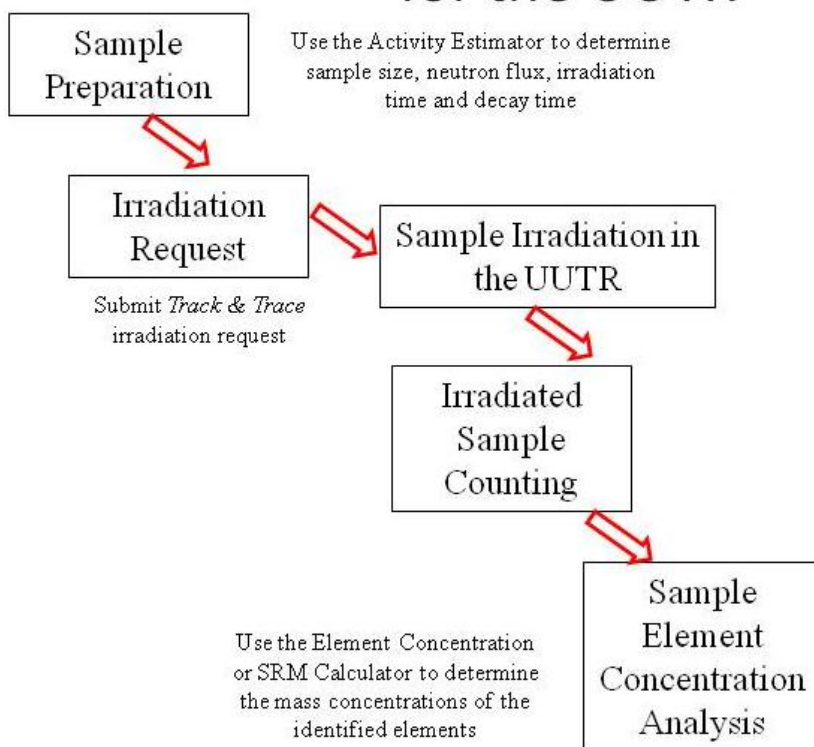 Sample
Preparation
Use the Activity Estimator to determine
sample size, neutron flux, irradiation
time and decay time
Irradiation
Request
Submit Track & Trace
irradiation request
Sample Irradiation in
the UUTR
Irradiated
Sample
Counting
Sample
Element
Concentration
Analysis
Use the Element Concentration
or SRM Calculator to determine
the mass concentrations of the
identified elements